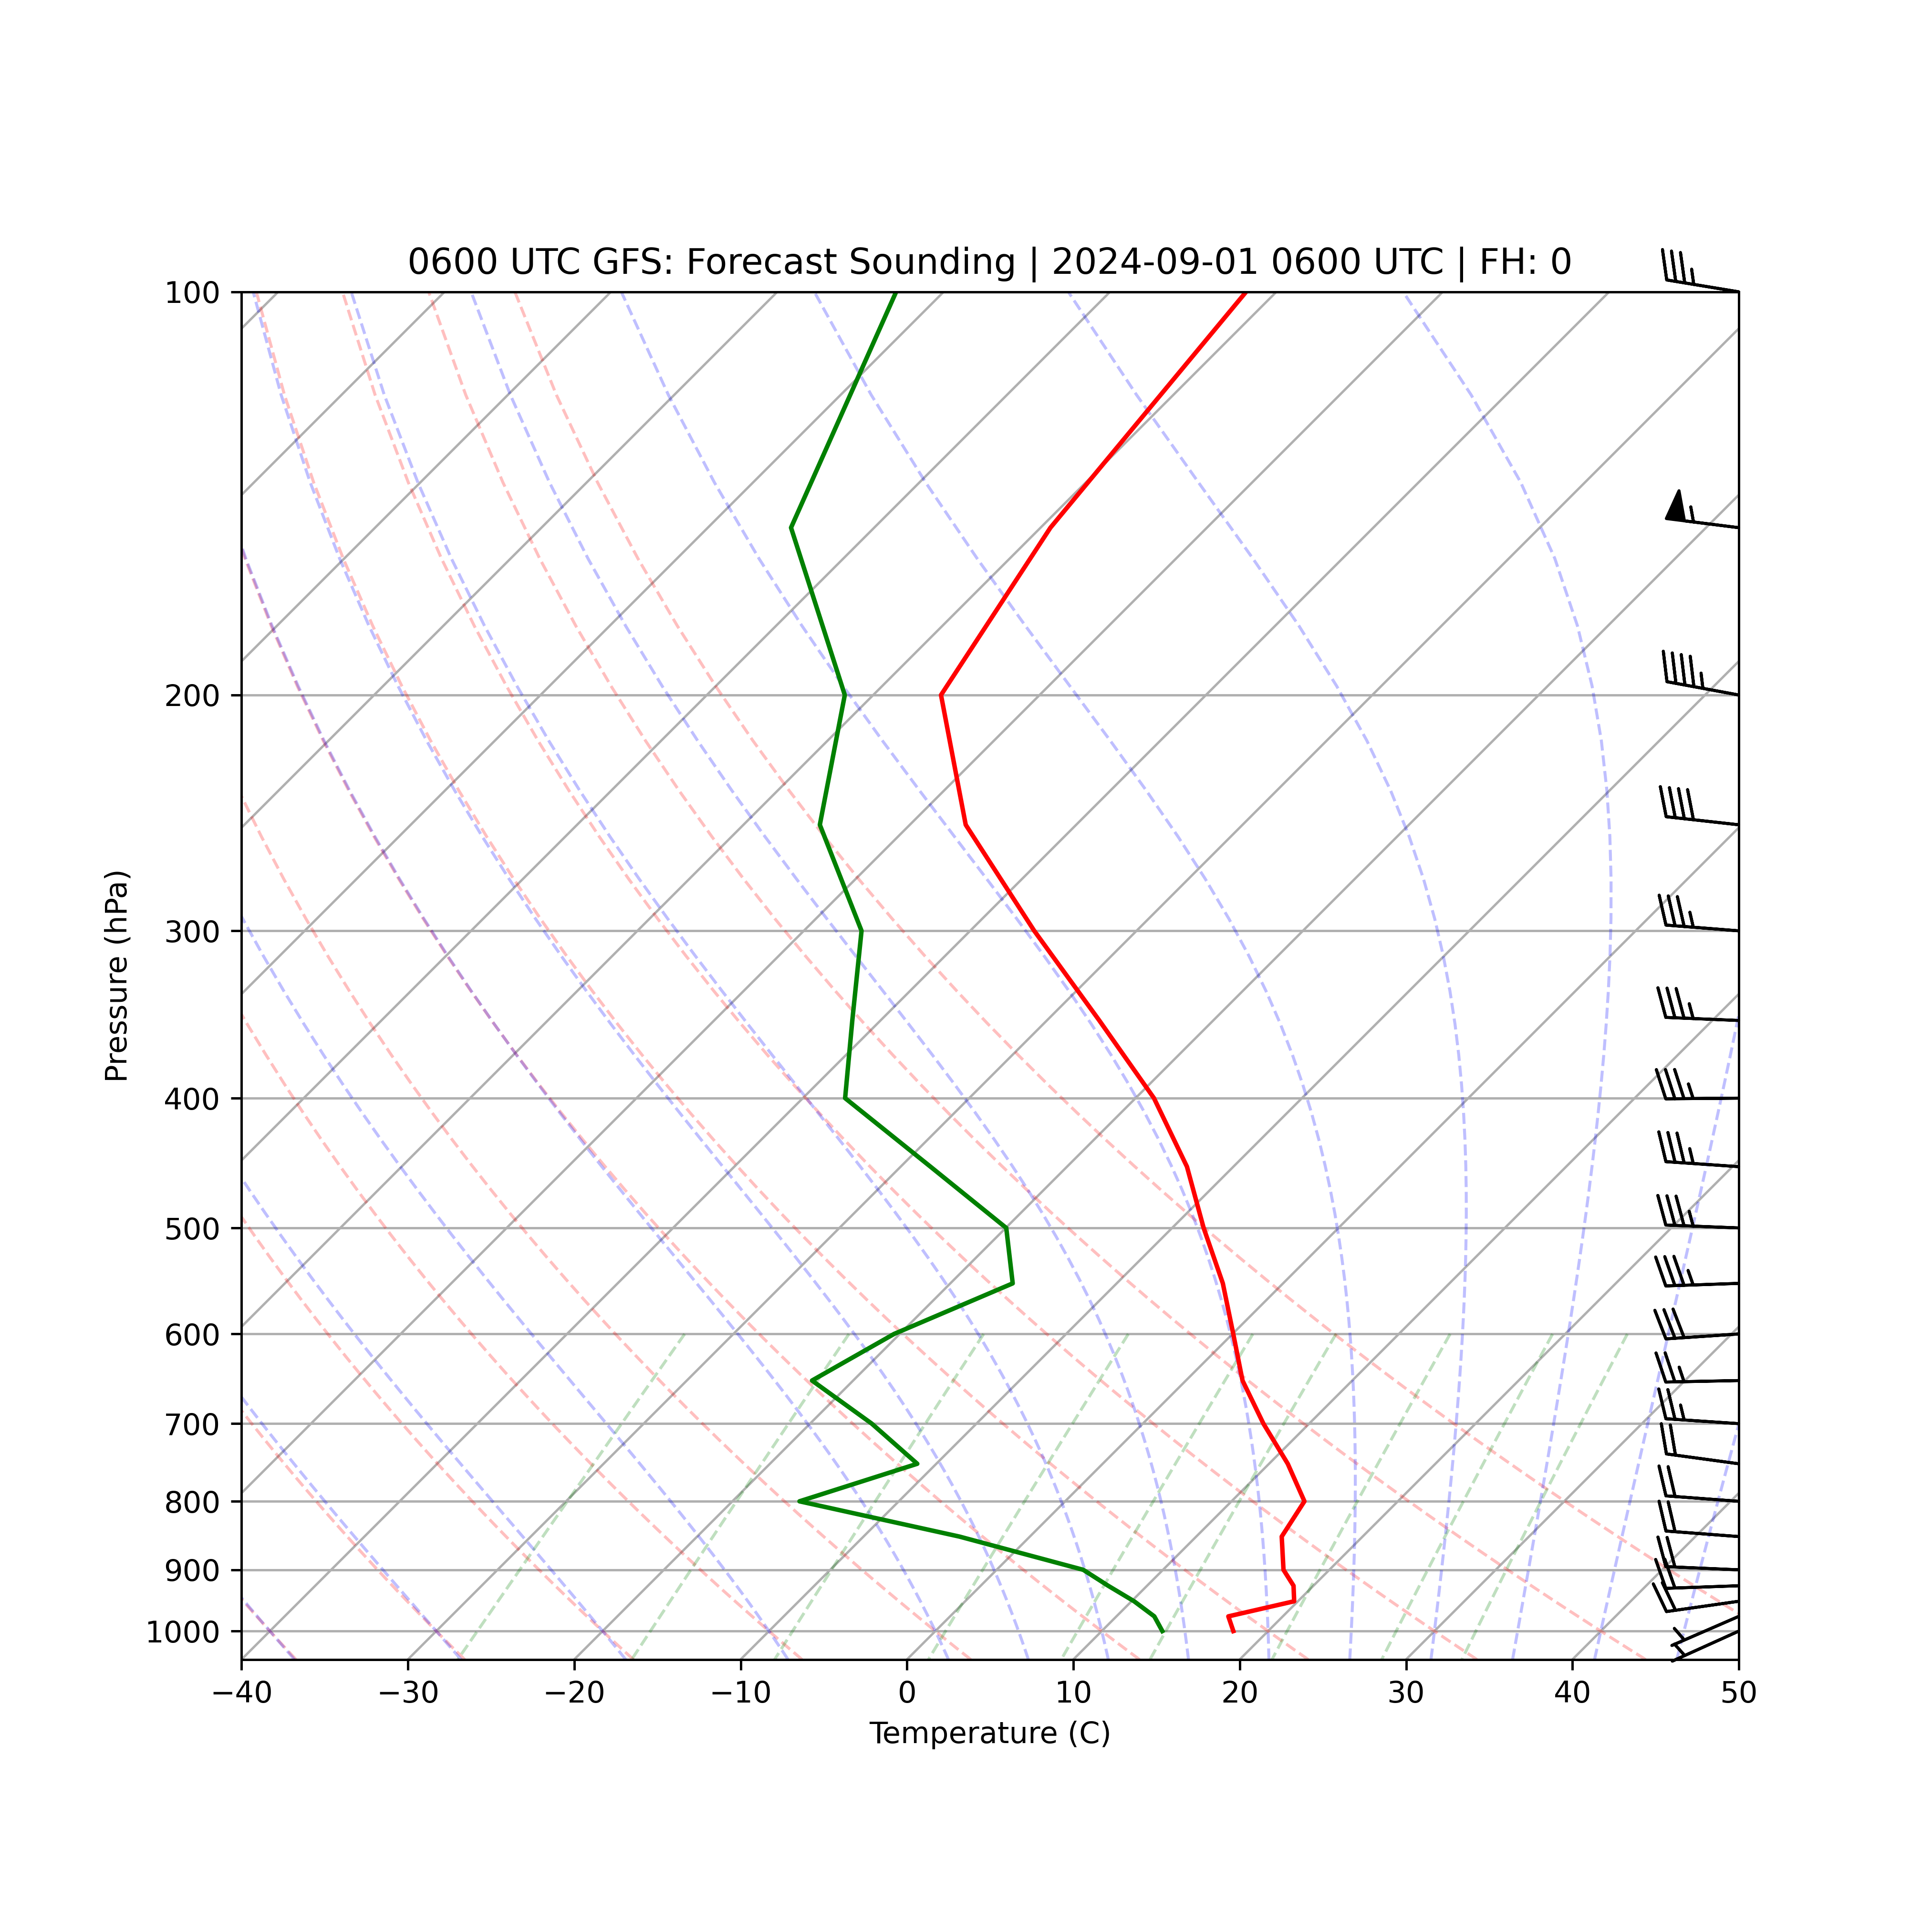 0600 UTC GFS: Forecast Sounding | 2024-09-01 0600 UTC | FH: 0
100
200
300
400
500
600
700
800
900
1000
Pressure (hPa)
−40 −30 −20 −10 0 10 20 30 40 50
Temperature (C)